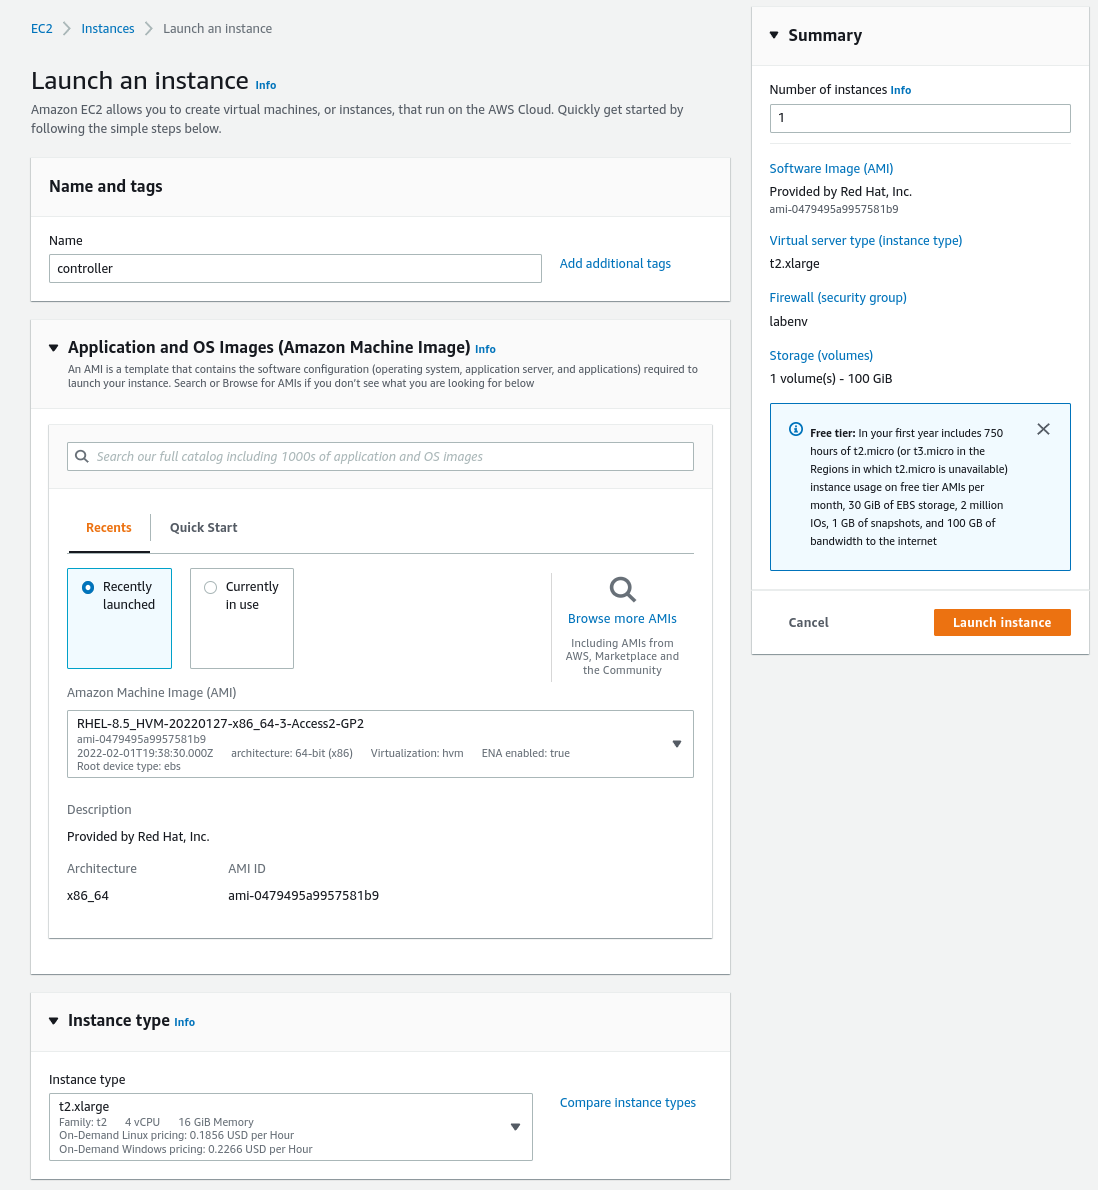 EC2 > Instances > Launch an instance
Launch an instance Info
Amazon EC2 allows you to create virtual machines, or instances, that run on the AWS Cloud. Quickly get started by
following the simple steps below.
Name and tags
Name
controller
Add additional tags
Application and OS Images (Amazon Machine Image) Info
An AMI is a template that contains the software configuration (operating system, application server, and applications) required to
launch your instance. Search or Browse for AMIs if you don't see what you are looking for below
Search our full catalog including 1000s of application and OS images
Recents
Quick Start
Recently
launched
Currently
in use
Browse more AMIs
Including AMIs from
AWS, Marketplace and
the Community
Amazon Machine Image (AMI)
RHEL-8.5_HVM-20220127-x86_64-3-Access2-GP2
ami-0479495a9957581b9
2022-02-01T19:38:30.000Z architecture: 64-bit (x86) Virtualization: hvm ENA enabled: true
Root device type: ebs
Description
Provided by Red Hat, Inc.
Architecture AMI ID
x86_64 ami-0479495a9957581b9
Instance type Info
Instance type
t2.xlarge
Family: t2 4 vCPU 16 GiB Memory
On-Demand Linux pricing: 0.1856 USD per Hour
On-Demand Windows pricing: 0.2266 USD per Hour
Compare instance types
Summary
Number of instances Info
1
Software Image (AMI)
Provided by Red Hat, Inc.
ami-0479495a9957581b9
Virtual server type (instance type)
t2.xlarge
Firewall (security group)
labenv
Storage (volumes)
1 volume(s) - 100 GiB
Free tier: In your first year includes 750
hours of t2.micro (or t3.micro in the
Regions in which t2.micro is unavailable)
instance usage on free tier AMIs per
month, 30 GiB of EBS storage, 2 million
IOs, 1 GB of snapshots, and 100 GB of
bandwidth to the internet
Cancel
Launch instance